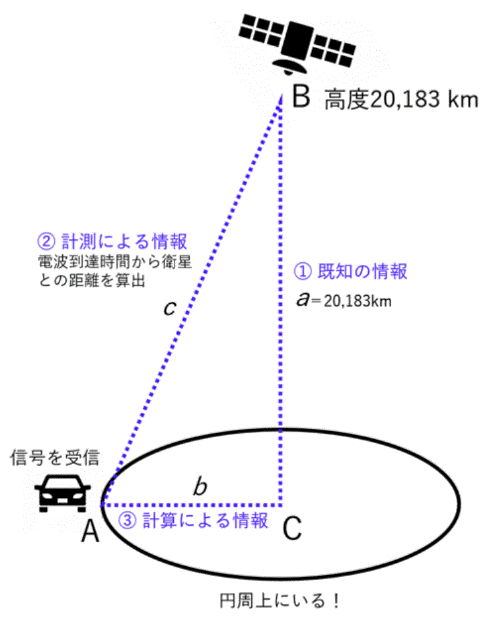 B 高度20,183 km
② 計測による情報
電波到達時間から衛星
との距離を算出
① 既知の情報
a=20,183km
c
信号を受信
b
A
③ 計算による情報
C
円周上にいる！